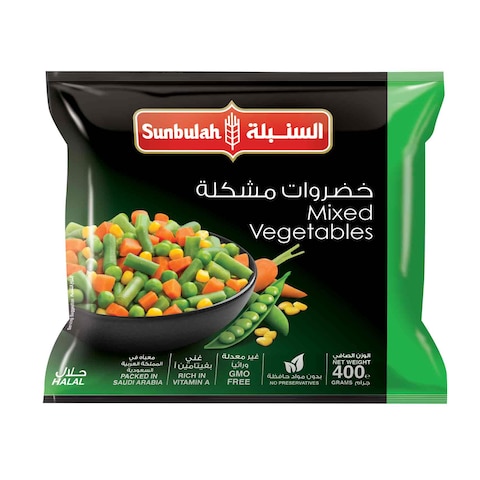 Sunbulah السنبلة
خضروات مشكلة
Mixed
Vegetables
حلال
HALAL
معبأة في
المملكة العربية
السعودية
PACKED IN
SAUDI ARABIA
غني
بفيتامين أ
RICH IN
VITAMIN A
غير معدلة
وراثيا
GMO
FREE
بدون مواد حافظة
NO PRESERVATIVES
الوزن الصافي
NET WEIGHT
400e
GRAMS جرام